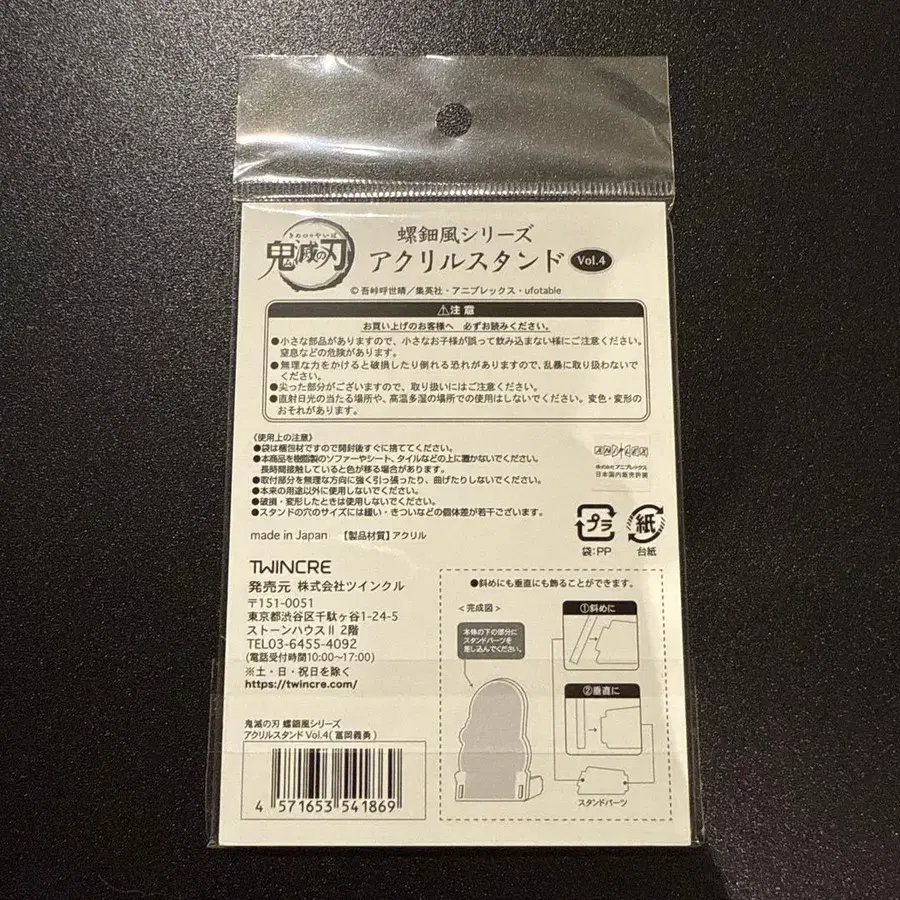 きめつのやいば
鬼滅の刃
螺鈿風シリーズ
アクリルスタンド Vol.4
©吾峠呼世晴／集英社・アニプレックス・ufotable
⚠注意
お買い上げのお客様へ 必ずお読みください。
●小さな部品がありますので、小さなお子様が誤って飲み込まない様にご注意ください。
窒息などの危険があります。
●無理な力をかけると破損したり倒れる恐れがありますので、乱暴に取り扱わないで
ください。
●尖った部分がございますので、取り扱いにはご注意ください。
●直射日光の当たる場所や、高温多湿の場所での使用はしないでください。変色・変形の
おそれがあります。
〈使用上の注意〉
●袋は梱包材ですので開封後すぐに捨ててください。
●本商品を樹脂製のソファーやシート、タイルなどの上に置かないでください。
長時間接触していると色が移る場合があります。
●取付部分を無理な方向に強く引っ張ったり、曲げたりしないでください。
●本来の用途以外に使用しないでください。
●破損・変形したときは使用しないでください。
●スタンドの穴のサイズには緩い・きついなどの個体差が若干ございます。
ANIPLEX
株式会社アニプレックス
日本国内販売許諾
made in Japan 【製品材質】アクリル
プラ
袋:PP
紙
台紙
TWINCRE
発売元 株式会社ツインクル
〒151-0051
東京都渋谷区千駄ヶ谷1-24-5
ストーンハウスⅡ 2階
TEL03-6455-4092
(電話受付時間10:00〜17:00)
※土・日・祝日を除く
https://twincre.com/
●斜めにも垂直にも飾ることができます。
＜完成図＞
本体の下の部分に
スタンドパーツを
差し込んでください。
①斜めに
②垂直に
スタンドパーツ
鬼滅の刃 螺鈿風シリーズ
アクリルスタンド Vol.4(冨岡義勇)
4 571653 541869